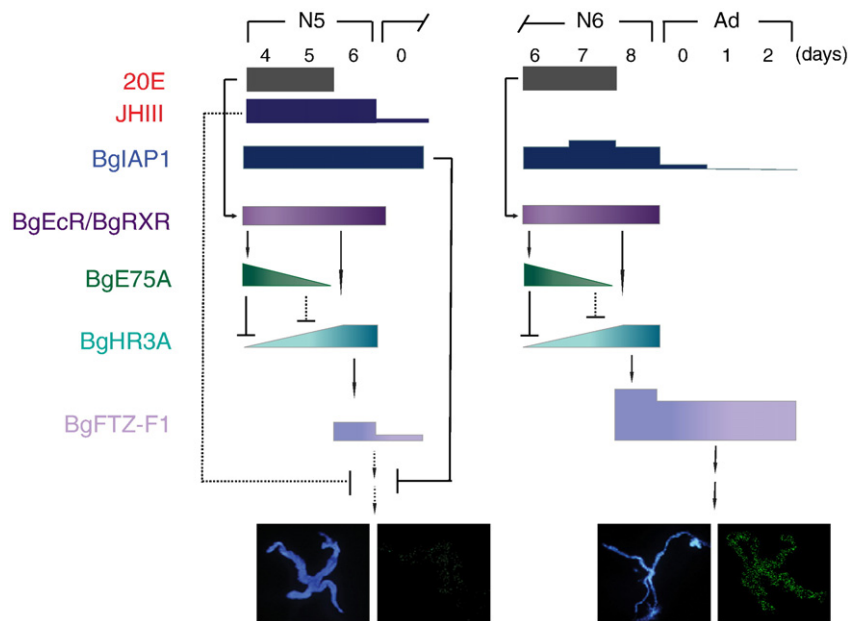 N5 N6 Ad
4 5 6 0 6 7 8 0 1 2 (days)
20E
JHIII
BgIAP1
BgEcR/BgRXR
BgE75A
BgHR3A
BgFTZ-F1